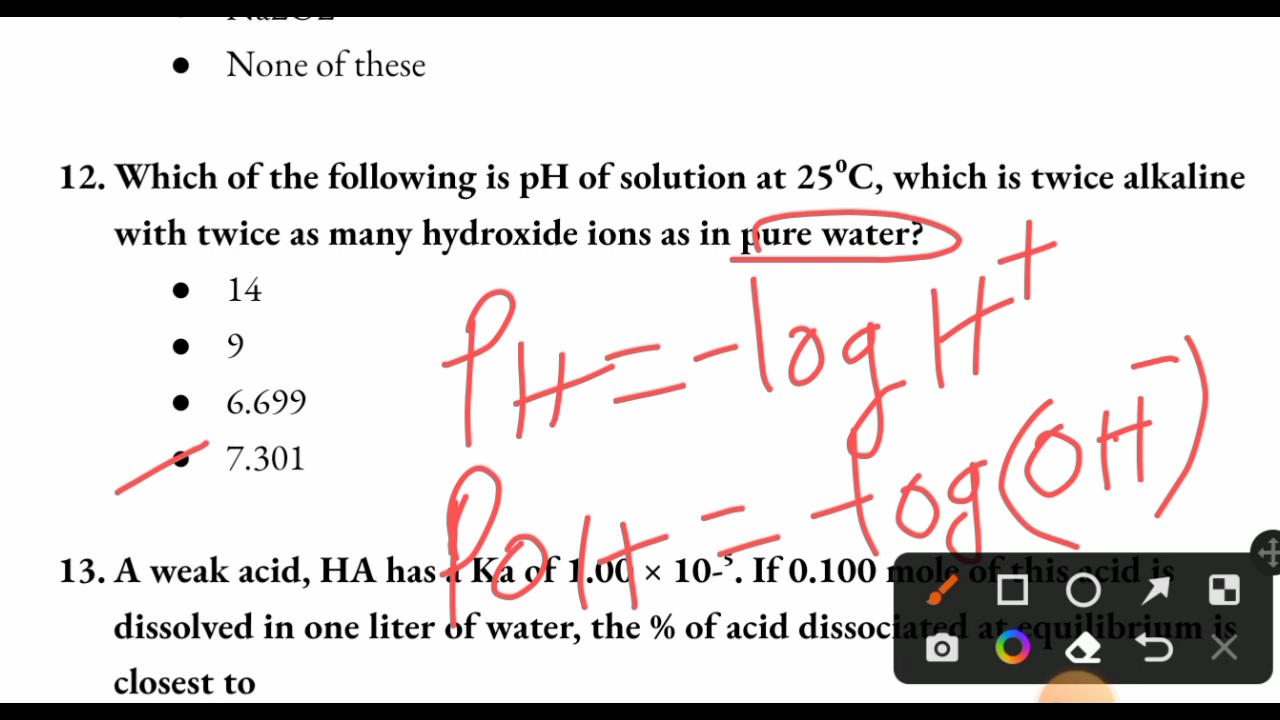 None of these
12. Which of the following is pH of solution at 25⁰C, which is twice alkaline
with twice as many hydroxide ions as in pure water?
14
9
6.699
7.301
PH = -log H⁺
POH = -log(OH⁻)
13. A weak acid, HA has a Ka of 1.00 × 10-⁵. If 0.100 mole of this acid is
dissolved in one liter of water, the % of acid dissociated at equilibrium is
closest to